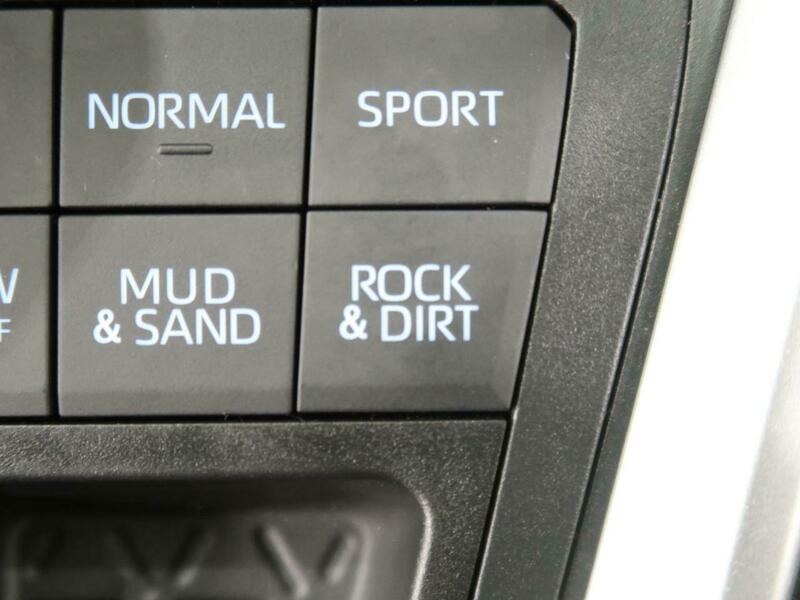 NORMAL
SPORT
MUD
& SAND
ROCK
& DIRT